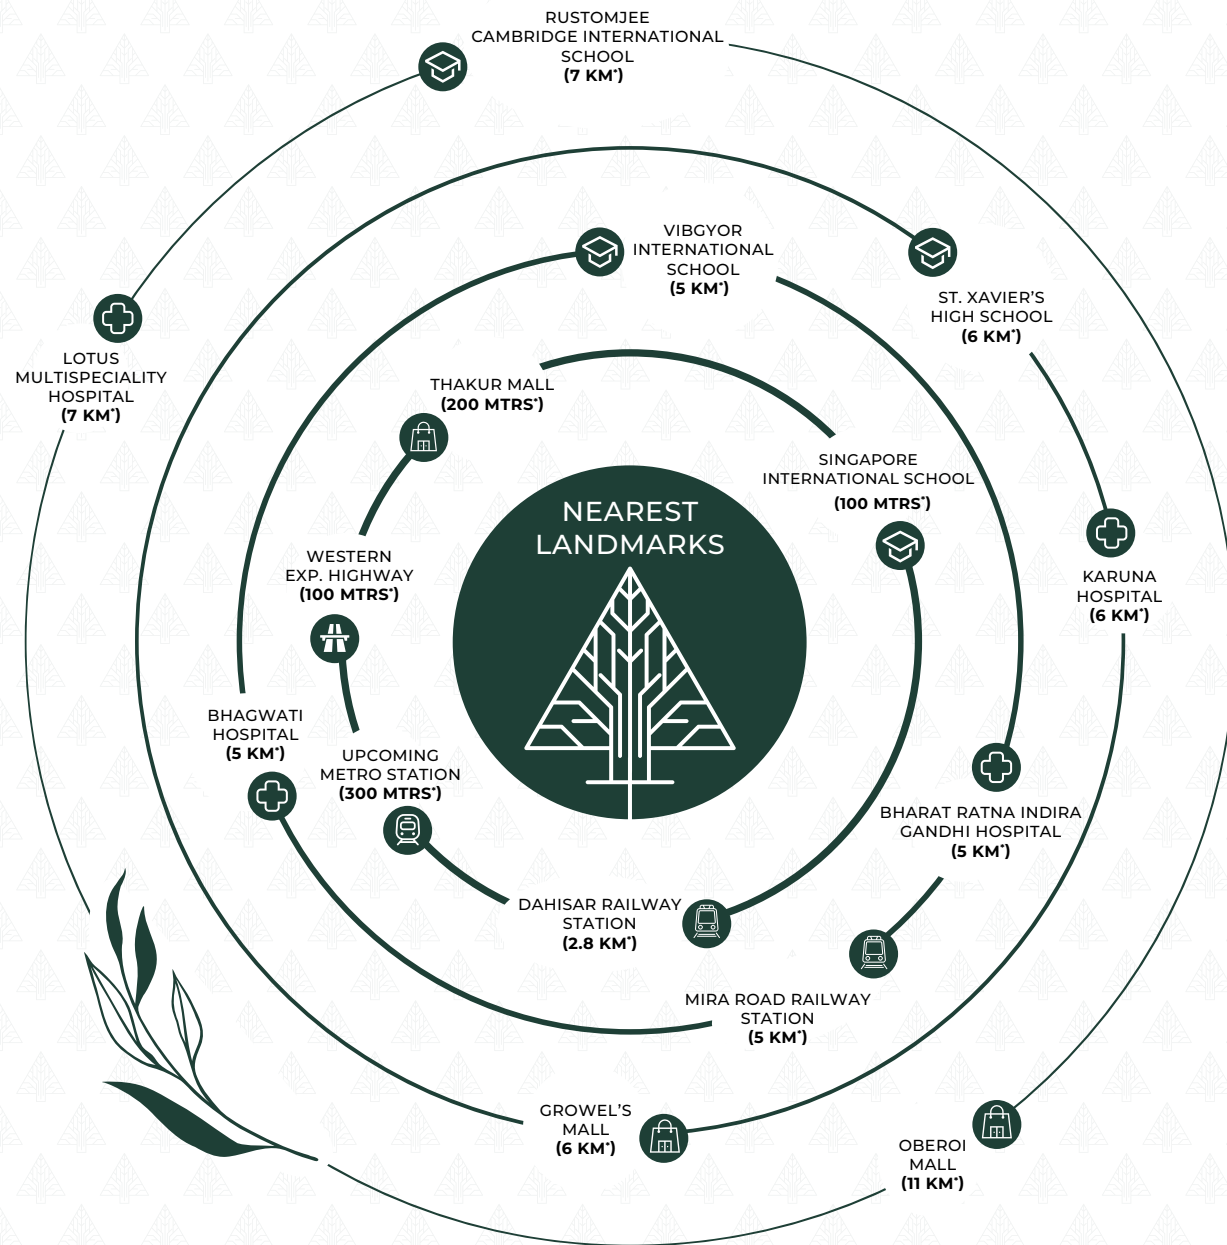 RUSTOMJEE
CAMBRIDGE INTERNATIONAL
SCHOOL
(7 KM*)
VIBGYOR
INTERNATIONAL
SCHOOL
(5 KM*)
ST. XAVIER'S
HIGH SCHOOL
(6 KM*)
LOTUS
MULTISPECIALITY
HOSPITAL
(7 KM*)
THAKUR MALL
(200 MTRS*)
SINGAPORE
INTERNATIONAL SCHOOL
(100 MTRS*)
NEAREST
LANDMARKS
WESTERN
EXP. HIGHWAY
(100 MTRS*)
KARUNA
HOSPITAL
(6 KM*)
BHAGWATI
HOSPITAL
(5 KM*)
UPCOMING
METRO STATION
(300 MTRS*)
BHARAT RATNA INDIRA
GANDHI HOSPITAL
(5 KM*)
DAHISAR RAILWAY
STATION
(2.8 KM*)
MIRA ROAD RAILWAY
STATION
(5 KM*)
GROWEL'S
MALL
(6 KM*)
OBEROI
MALL
(11 KM*)